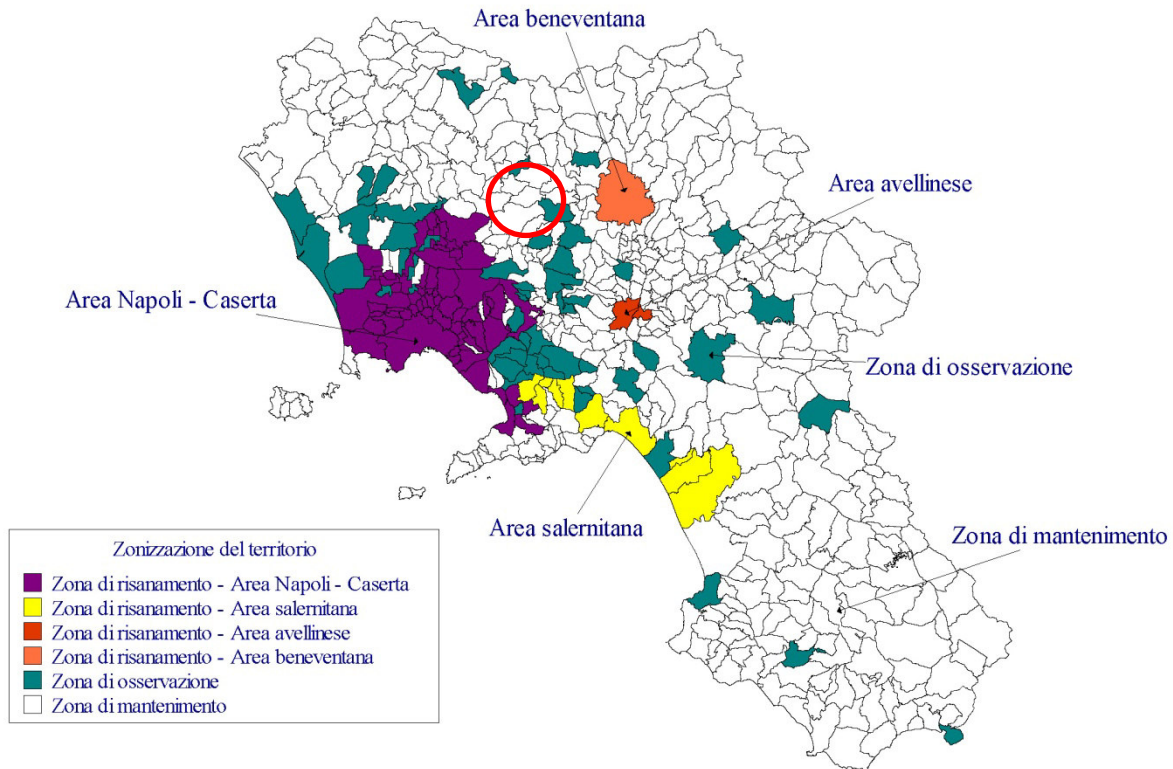 Area beneventana
Area avellinese
Area Napoli - Caserta
Zona di osservazione
Area salernitana
Zona di mantenimento
Zonizzazione del territorio
Zona di risanamento - Area Napoli - Caserta
Zona di risanamento - Area salernitana
Zona di risanamento - Area avellinese
Zona di risanamento - Area beneventana
Zona di osservazione
Zona di mantenimento